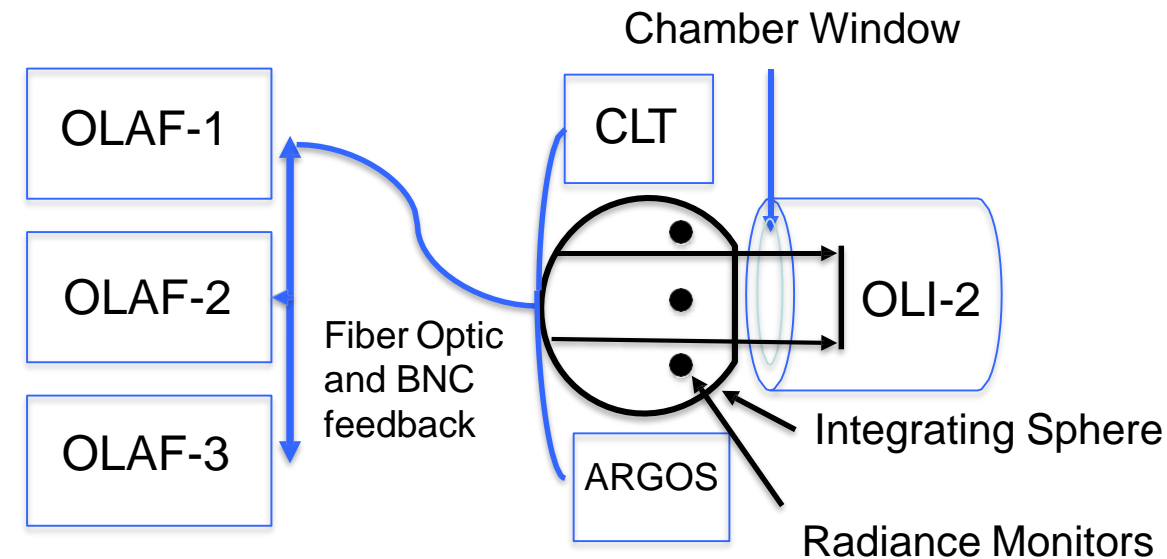 Chamber Window
OLAF-1
CLT
OLAF-2
OLI-2
Fiber Optic
and BNC
feedback
Integrating Sphere
OLAF-3
ARGOS
Radiance Monitors